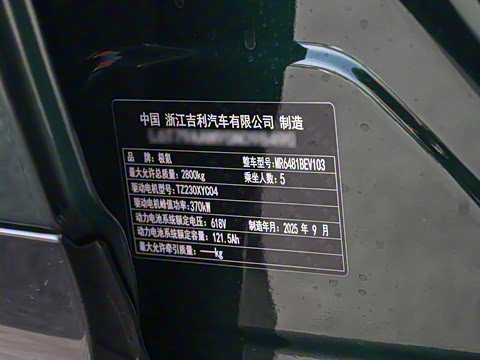 中国 浙江吉利汽车有限公司 制造
品 牌：极氪 整车型号：MR6481BEV103
最大允许总质量：2800kg 乘坐人数：5
驱动电机型号：TZ230XYC04
驱动电机峰值功率：370kW
动力电池系统额定电压：618V 制造年月：2025 年 9 月
动力电池系统额定容量：121.5Ah
最大允许牵引质量：——kg